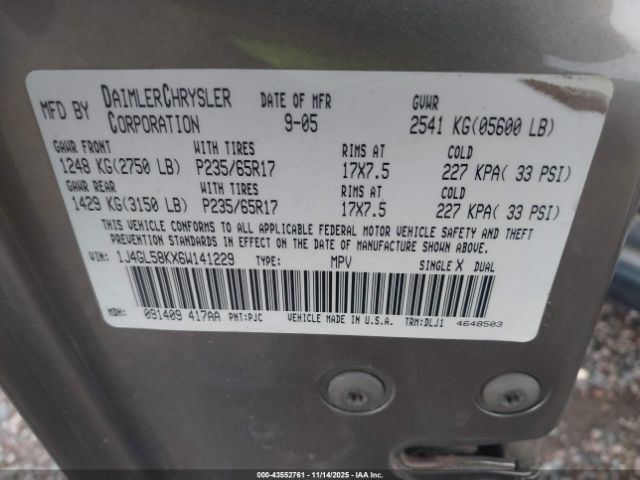 MFD BY DAIMLERCHRYSLER CORPORATION DATE OF MFR 9-05 GVWR 2541 KG(05600 LB)
GAWR FRONT WITH TIRES RIMS AT COLD
1248 KG(2750 LB) P235/65R17 17X7.5 227 KPA( 33 PSI)
GAWR REAR WITH TIRES RIMS AT COLD
1429 KG(3150 LB) P235/65R17 17X7.5 227 KPA( 33 PSI)
THIS VEHICLE CONFORMS TO ALL APPLICABLE FEDERAL MOTOR VEHICLE SAFETY AND THEFT
PREVENTION STANDARDS IN EFFECT ON THE DATE OF MANUFACTURE SHOWN ABOVE.
VIN: 1J4GL58KX6W141229 TYPE: MPV SINGLE X DUAL
MDH: 091409 417AA PNT:PJC VEHICLE MADE IN U.S.A. TRM:DLJ1 4648503
000-43552761 - 11/14/2025 - IAAI, Inc.